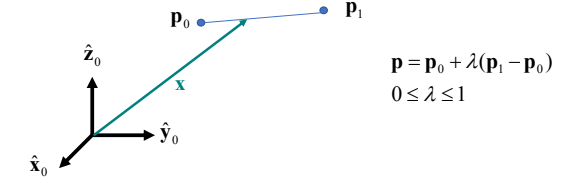 p₀
p₁
ẑ₀
x
ŷ₀
x̂₀
p = p₀ + λ(p₁ − p₀)
0 ≤ λ ≤ 1